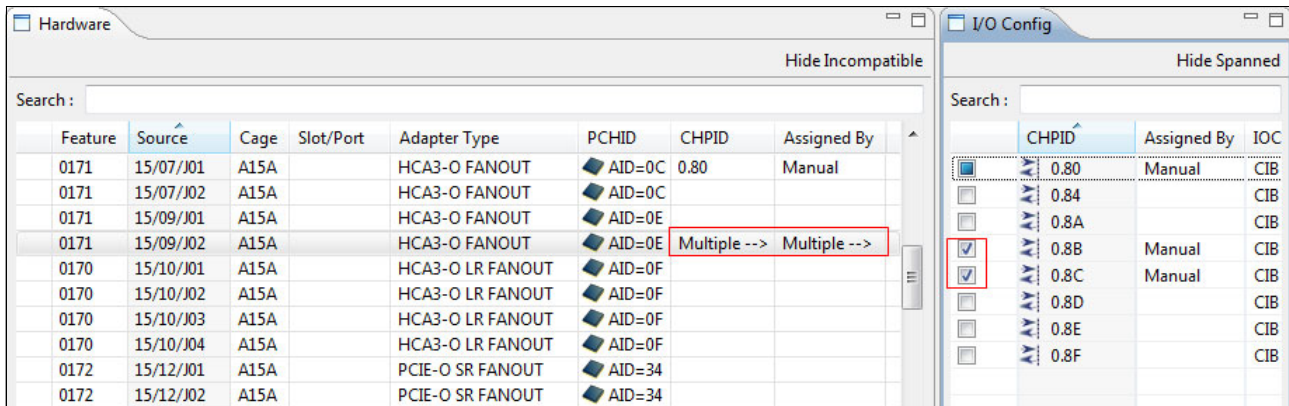 Hardware
Hide Incompatible
Search :
Feature Source Cage Slot/Port Adapter Type PCHID CHPID Assigned By
0171 15/07/J01 A15A HCA3-O FANOUT AID=0C 0.80 Manual
0171 15/07/J02 A15A HCA3-O FANOUT AID=0C
0171 15/09/J01 A15A HCA3-O FANOUT AID=0E
0171 15/09/J02 A15A HCA3-O FANOUT AID=0E Multiple --> Multiple -->
0170 15/10/J01 A15A HCA3-O LR FANOUT AID=0F
0170 15/10/J02 A15A HCA3-O LR FANOUT AID=0F
0170 15/10/J03 A15A HCA3-O LR FANOUT AID=0F
0170 15/10/J04 A15A HCA3-O LR FANOUT AID=0F
0172 15/12/J01 A15A PCIE-O SR FANOUT AID=34
0172 15/12/J02 A15A PCIE-O SR FANOUT AID=34
I/O Config
Hide Spanned
Search :
CHPID Assigned By IOC
0.80 Manual CIB
0.84 CIB
0.8A CIB
0.8B Manual CIB
0.8C Manual CIB
0.8D CIB
0.8E CIB
0.8F CIB